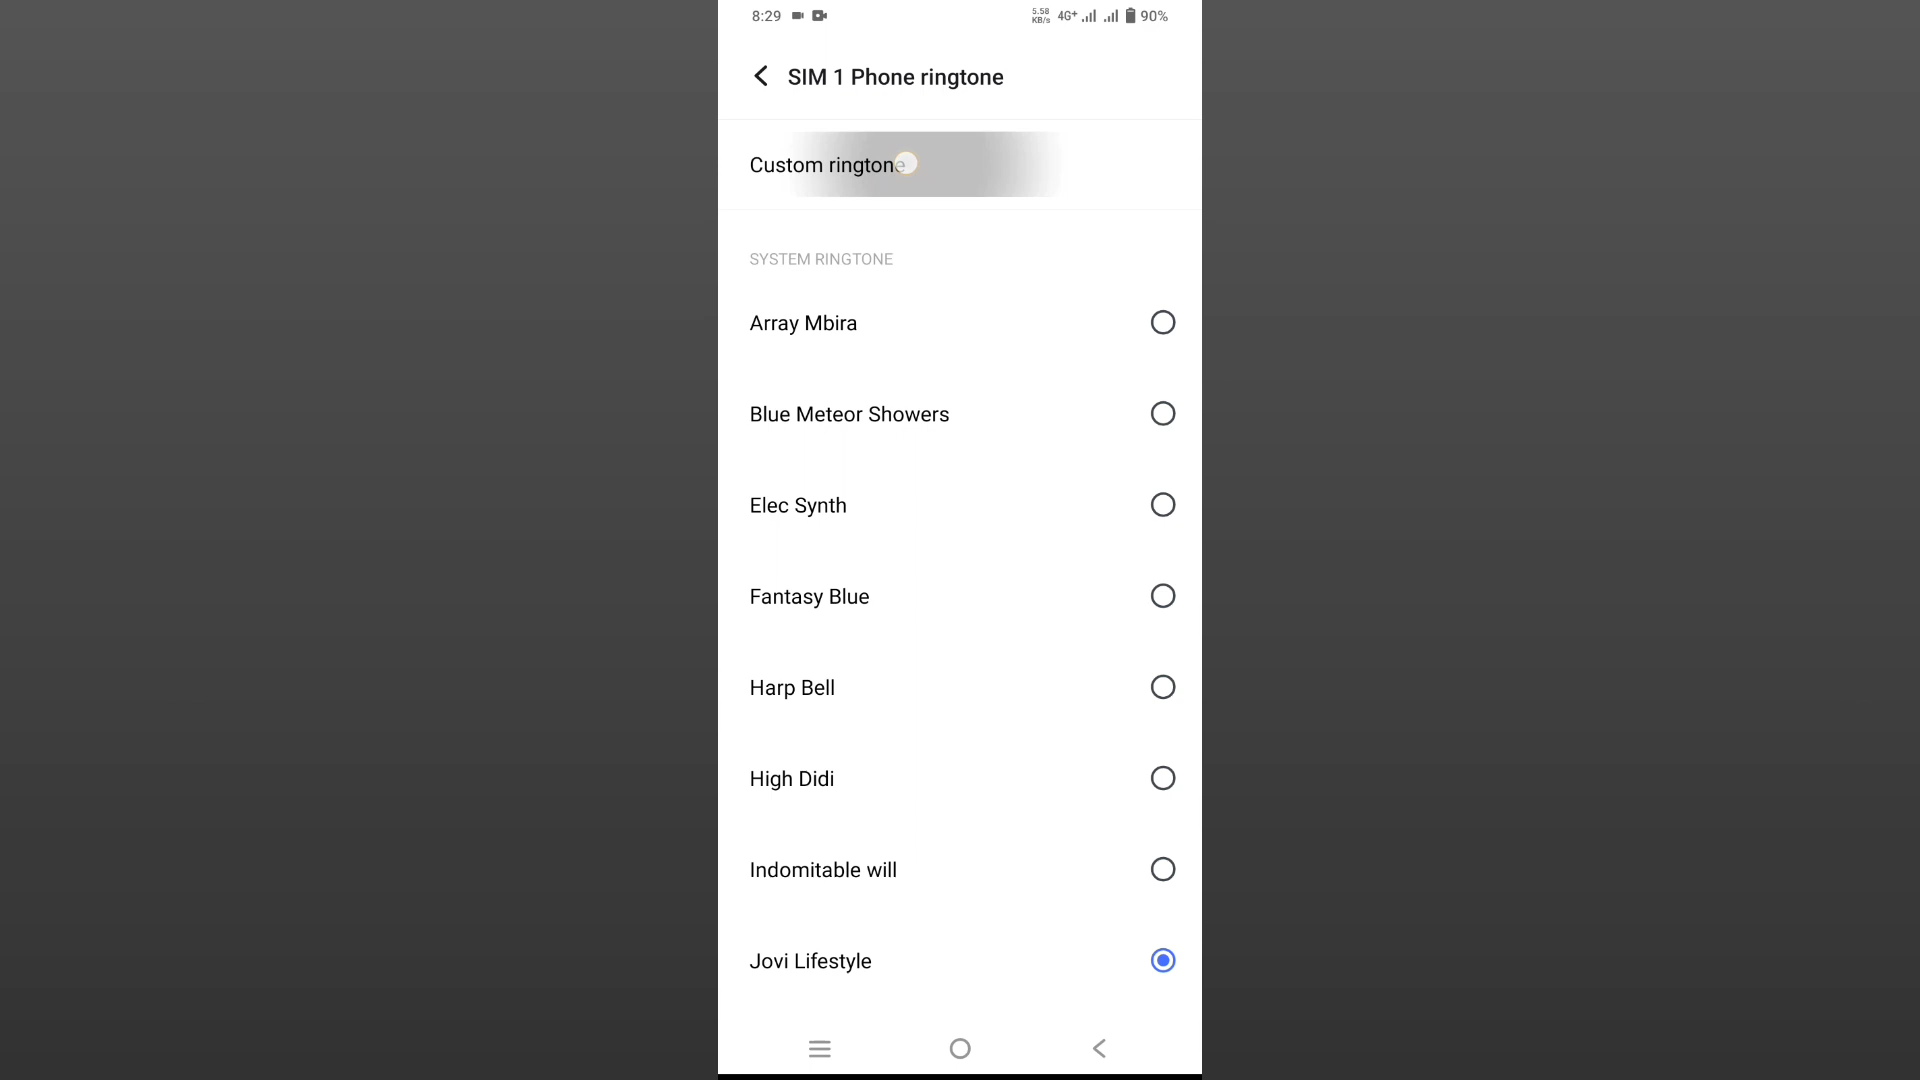 8:29
5.58 KB/s 4G+ 90%
SIM 1 Phone ringtone
Custom ringtone
SYSTEM RINGTONE
Array Mbira
Blue Meteor Showers
Elec Synth
Fantasy Blue
Harp Bell
High Didi
Indomitable will
Jovi Lifestyle